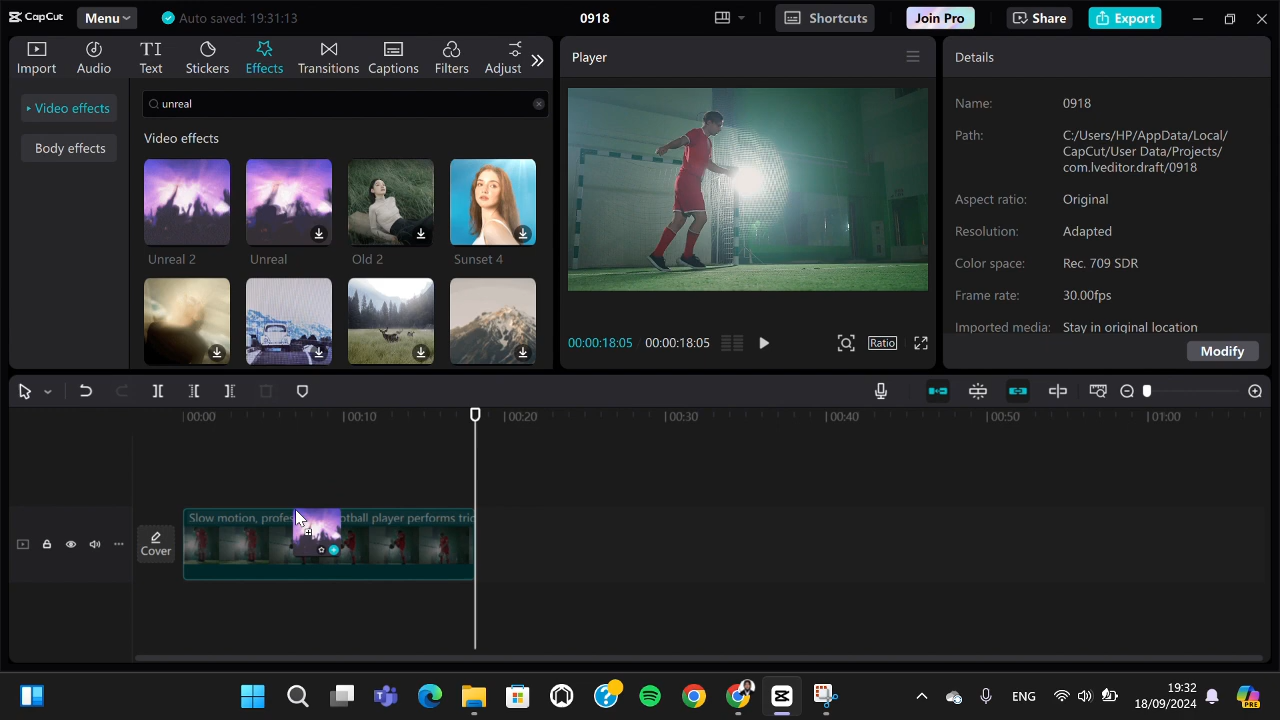 CapCut
Menu
Auto saved: 19:31:13
0918
Shortcuts
Join Pro
Share
Export
Import
Audio
TI
Text
Stickers
Effects
Transitions
Captions
Filters
Adjust
Player
Details
Video effects
Body effects
unreal
Video effects
Unreal 2
Unreal
Old 2
Sunset 4
00:00:18:05
00:00:18:05
Ratio
Name:
0918
Path:
C:/Users/HP/AppData/Local/
CapCut/User Data/Projects/
com.lveditor.draft/0918
Aspect ratio:
Original
Resolution:
Adapted
Color space:
Rec. 709 SDR
Frame rate:
30.00fps
Imported media:
Stay in original location
Modify
00:00
00:10
00:20
00:30
00:40
00:50
01:00
Cover
Slow motion, profes
otball player performs tric
ENG
19:32
18/09/2024
PRE